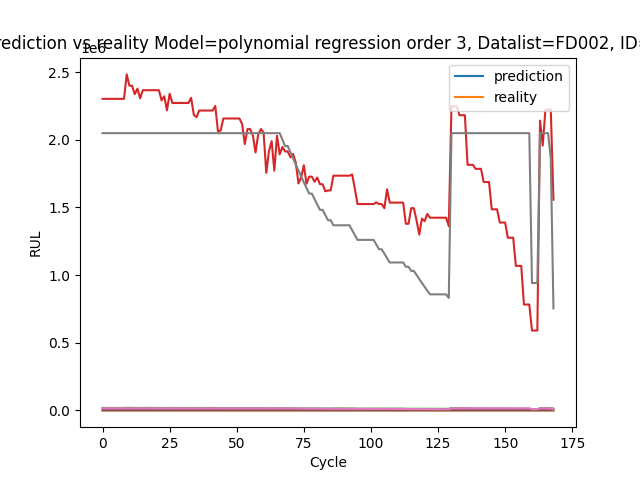 rediction vs reality Model=polynomial regression order 3, Datalist=FD002, ID=
1e6
prediction
reality
2.5
2.0
1.5
1.0
0.5
0.0
RUL
0 25 50 75 100 125 150 175
Cycle